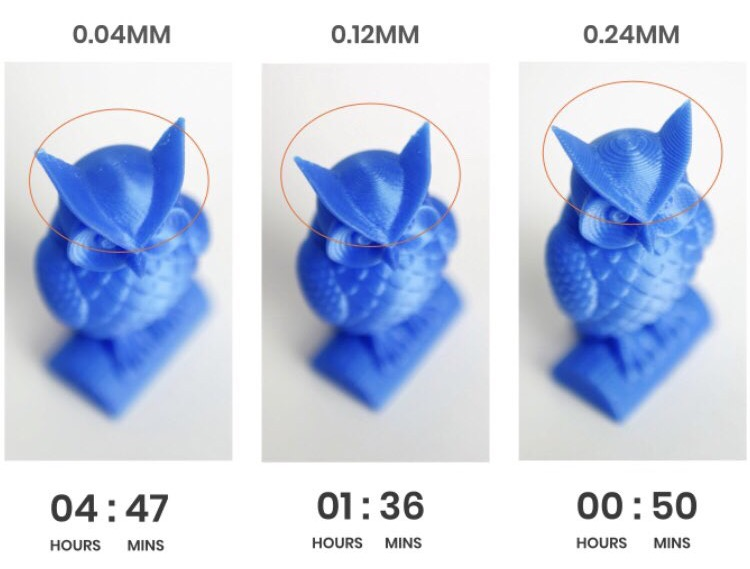 0.04MM 0.12MM 0.24MM
04 : 47 01 : 36 00 : 50
HOURS MINS HOURS MINS HOURS MINS